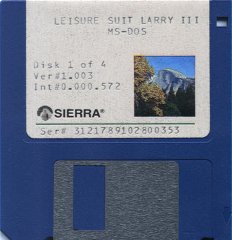 LEISURE SUIT LARRY III
MS-DOS
Disk 1 of 4
Ver#1.003
Int#0.000.572
SIERRA®
Ser# 3121789102800353